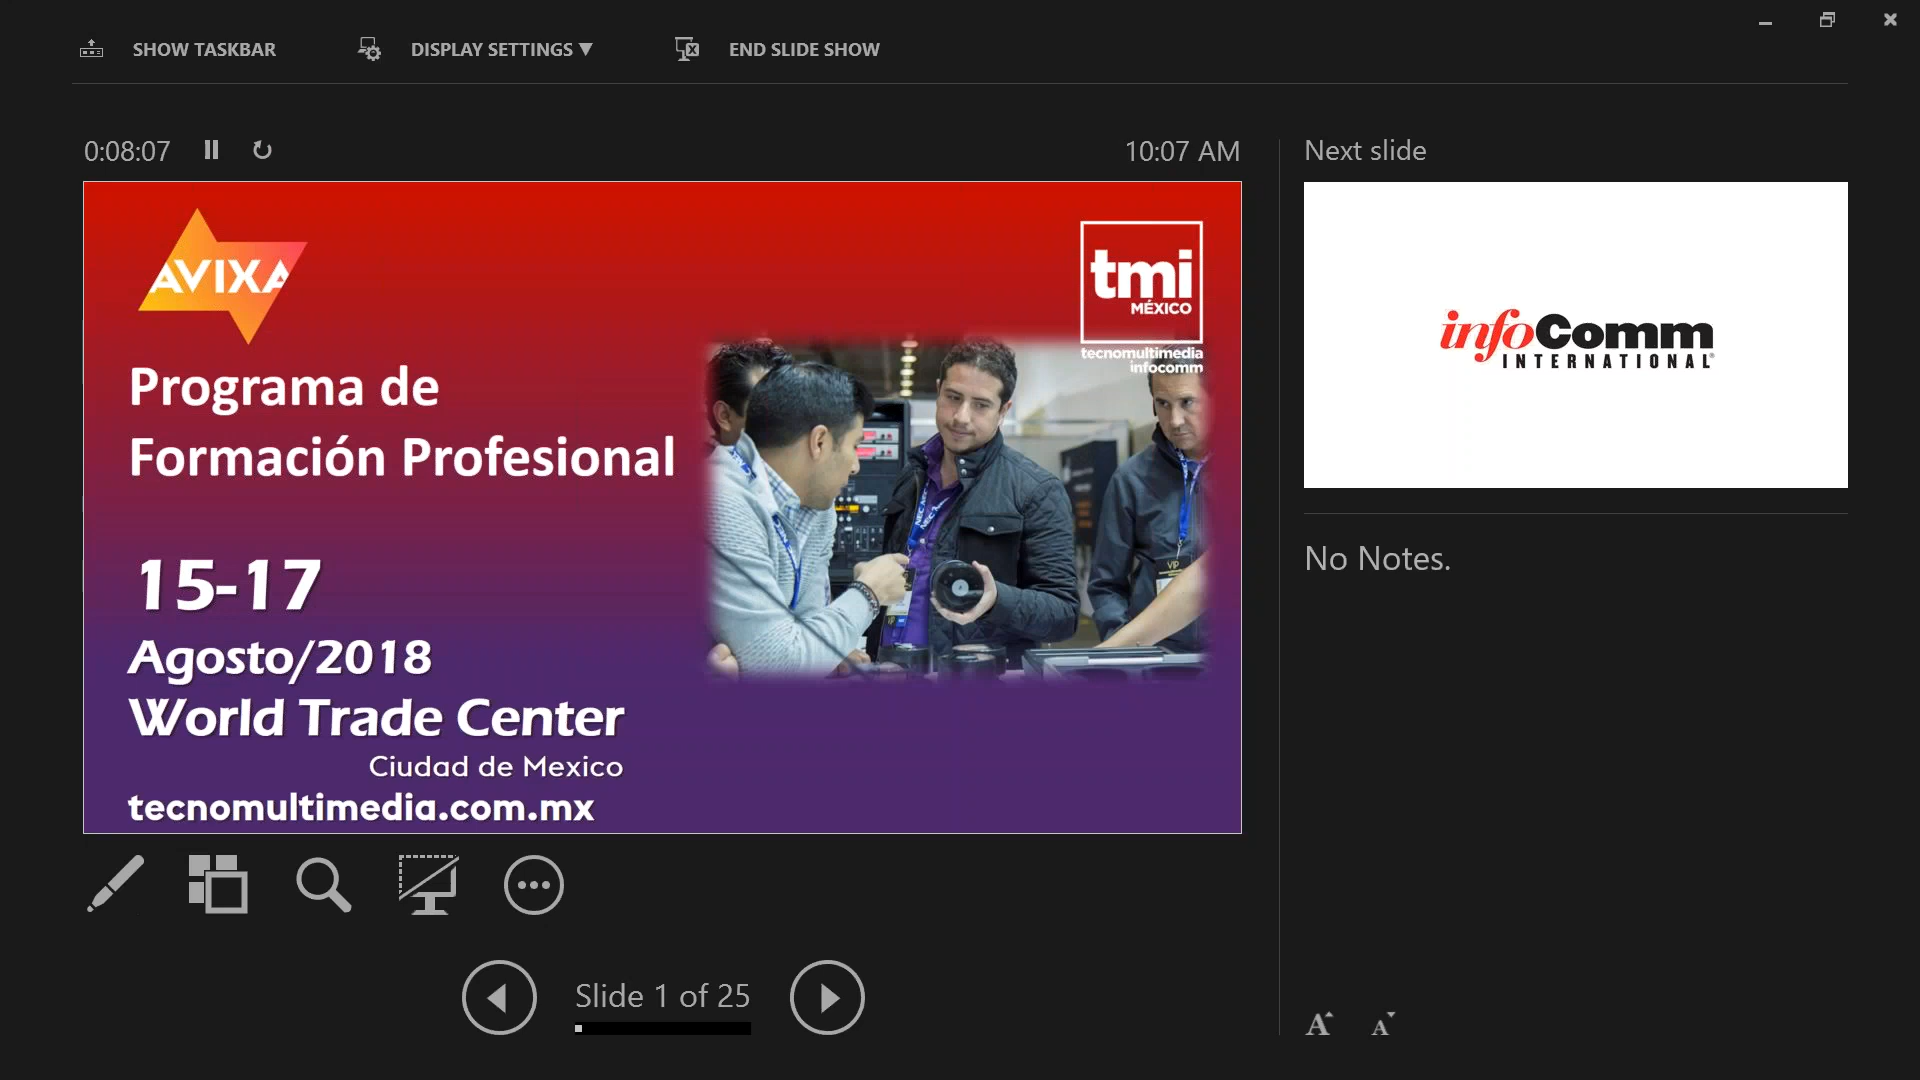 SHOW TASKBAR
DISPLAY SETTINGS ▼
END SLIDE SHOW
0:08:07
10:07 AM
Next slide
AVIXA
tmi
MÉXICO
tecnomultimedia
infocomm
Programa de
Formación Profesional
15-17
Agosto/2018
World Trade Center
Ciudad de Mexico
tecnomultimedia.com.mx
VIP
infoComm
INTERNATIONAL
No Notes.
Slide 1 of 25
A
A